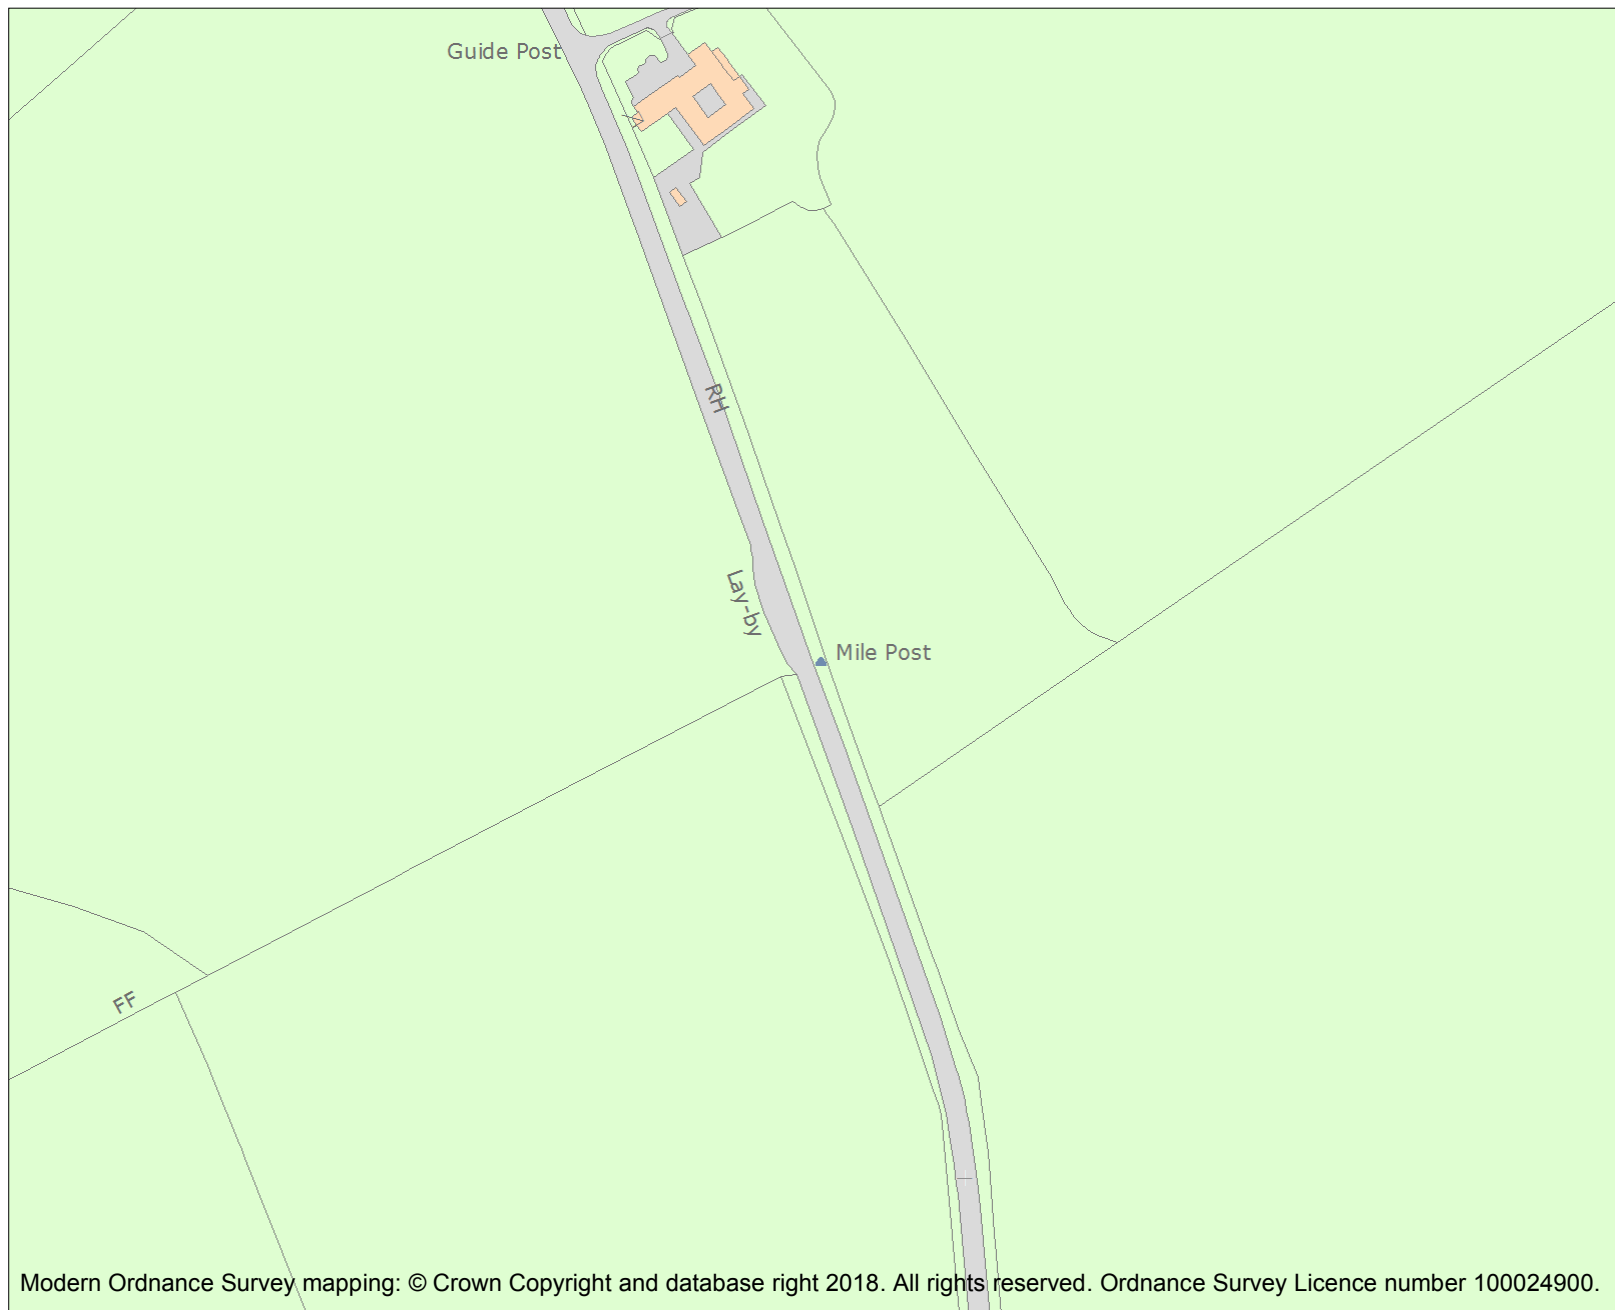 Guide Post
RH
Lay-by
Mile Post
FF
Modern Ordnance Survey mapping: © Crown Copyright and database right 2018. All rights reserved. Ordnance Survey Licence number 100024900.